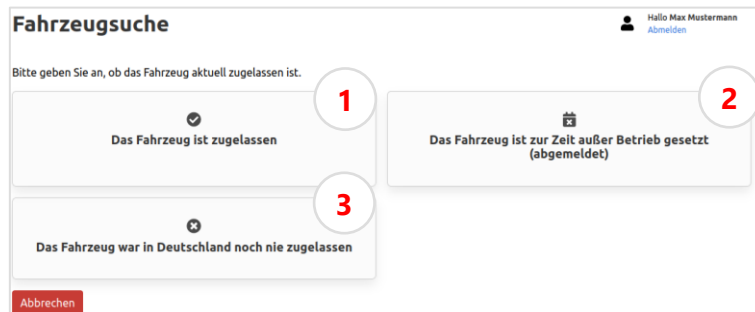 Fahrzeugsuche
Hallo Max Mustermann
Abmelden
Bitte geben Sie an, ob das Fahrzeug aktuell zugelassen ist.
1
Das Fahrzeug ist zugelassen
2
Das Fahrzeug ist zur Zeit außer Betrieb gesetzt
(abgemeldet)
3
Das Fahrzeug war in Deutschland noch nie zugelassen
Abbrechen